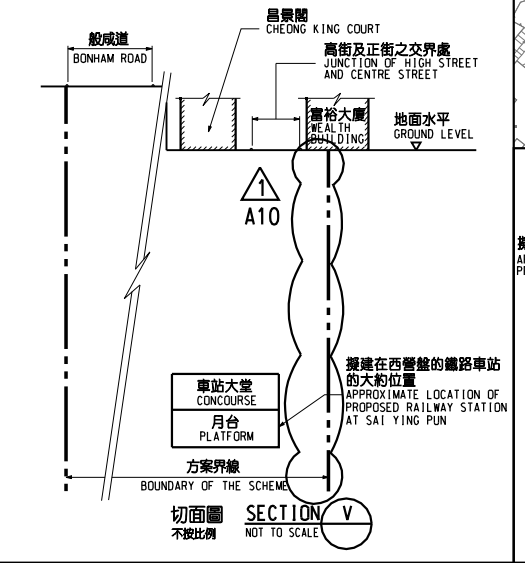 昌景閣
CHEONG KING COURT
般咸道
BONHAM ROAD
高街及正街之交界處
JUNCTION OF HIGH STREET
AND CENTRE STREET
富裕大廈
WEALTH
BUILDING
地面水平
GROUND LEVEL
1
A10
擬建在西營盤的鐵路車站
的大約位置
APPROXIMATE LOCATION OF
PROPOSED RAILWAY STATION
AT SAI YING PUN
車站大堂
CONCOURSE
月台
PLATFORM
方案界線
BOUNDARY OF THE SCHEME
切面圖 SECTION V
不按比例 NOT TO SCALE